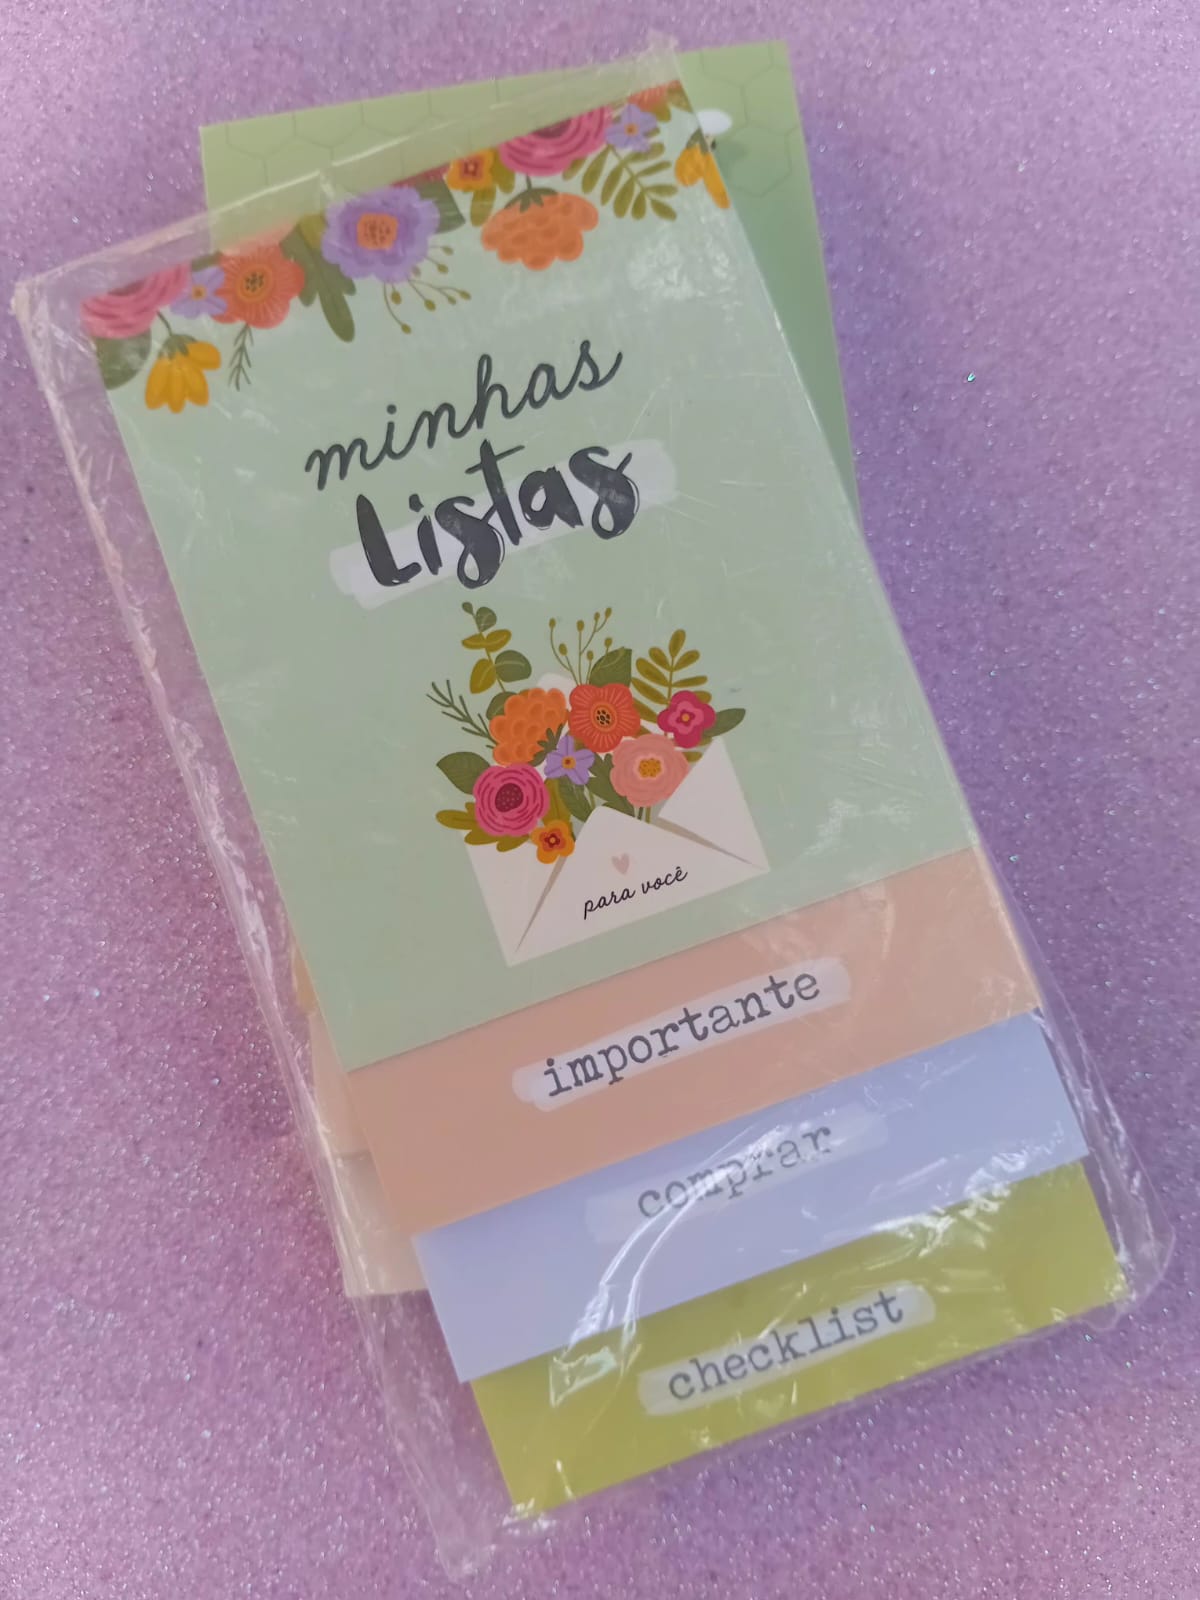 minhas
Listas
para você
importante
comprar
checklist